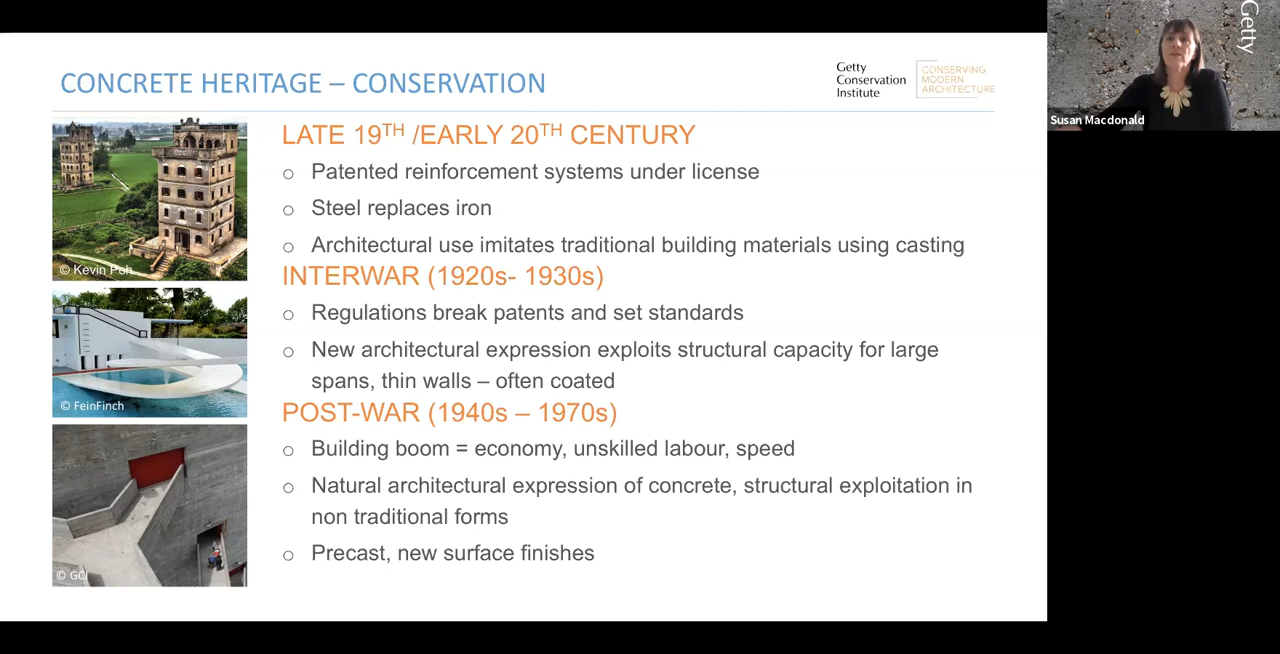 CONCRETE HERITAGE – CONSERVATION
Getty
Conservation
Institute
CONSERVING
MODERN
ARCHITECTURE
Getty
Susan Macdonald
© Kevin Poh
© FeinFinch
© GCI
LATE 19TH /EARLY 20TH CENTURY
o Patented reinforcement systems under license
o Steel replaces iron
o Architectural use imitates traditional building materials using casting
INTERWAR (1920s- 1930s)
o Regulations break patents and set standards
o New architectural expression exploits structural capacity for large
spans, thin walls – often coated
POST-WAR (1940s – 1970s)
o Building boom = economy, unskilled labour, speed
o Natural architectural expression of concrete, structural exploitation in
non traditional forms
o Precast, new surface finishes